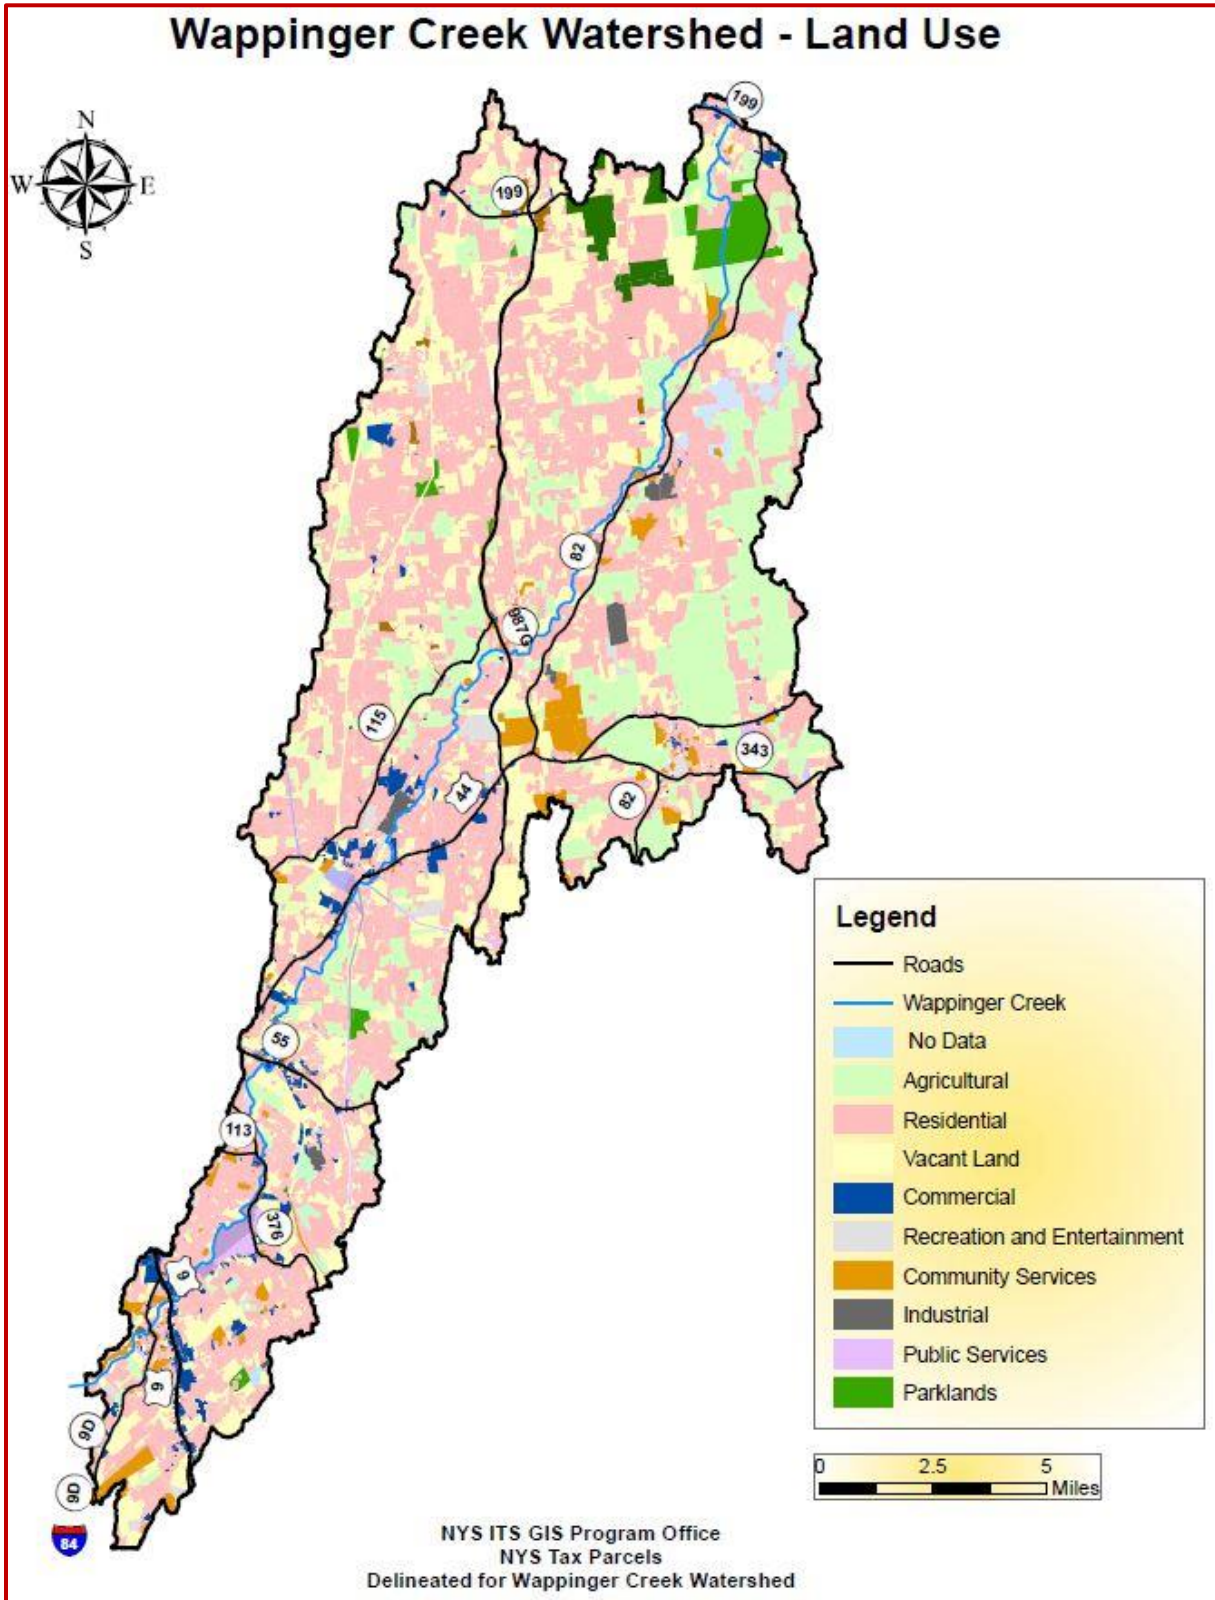 Wappinger Creek Watershed - Land Use
N
W
E
S
199
199
82
987G
115
44
343
82
55
113
376
9
9
9D
9D
84
Legend
Roads
Wappinger Creek
No Data
Agricultural
Residential
Vacant Land
Commercial
Recreation and Entertainment
Community Services
Industrial
Public Services
Parklands
0 2.5 5
Miles
NYS ITS GIS Program Office
NYS Tax Parcels
Delineated for Wappinger Creek Watershed